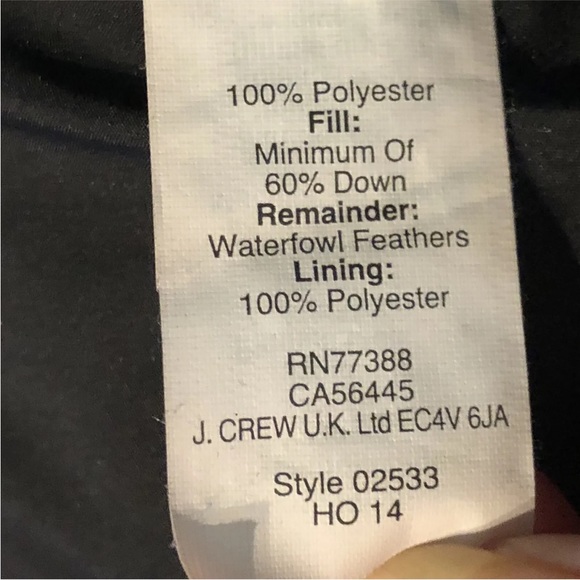 100% Polyester
Fill:
Minimum Of
60% Down
Remainder:
Waterfowl Feathers
Lining:
100% Polyester
RN77388
CA56445
J. CREW U.K. Ltd EC4V 6JA
Style 02533
HO 14